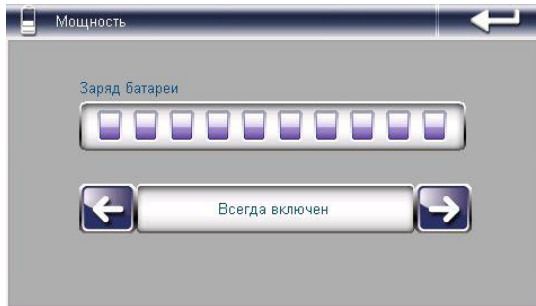 Мощность
Заряд батареи
Всегда включен